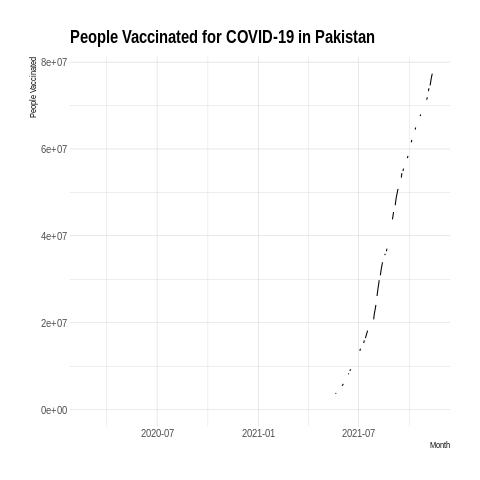 People Vaccinated for COVID-19 in Pakistan
People Vaccinated
8e+07
6e+07
4e+07
2e+07
0e+00
2020-07
2021-01
2021-07
Month